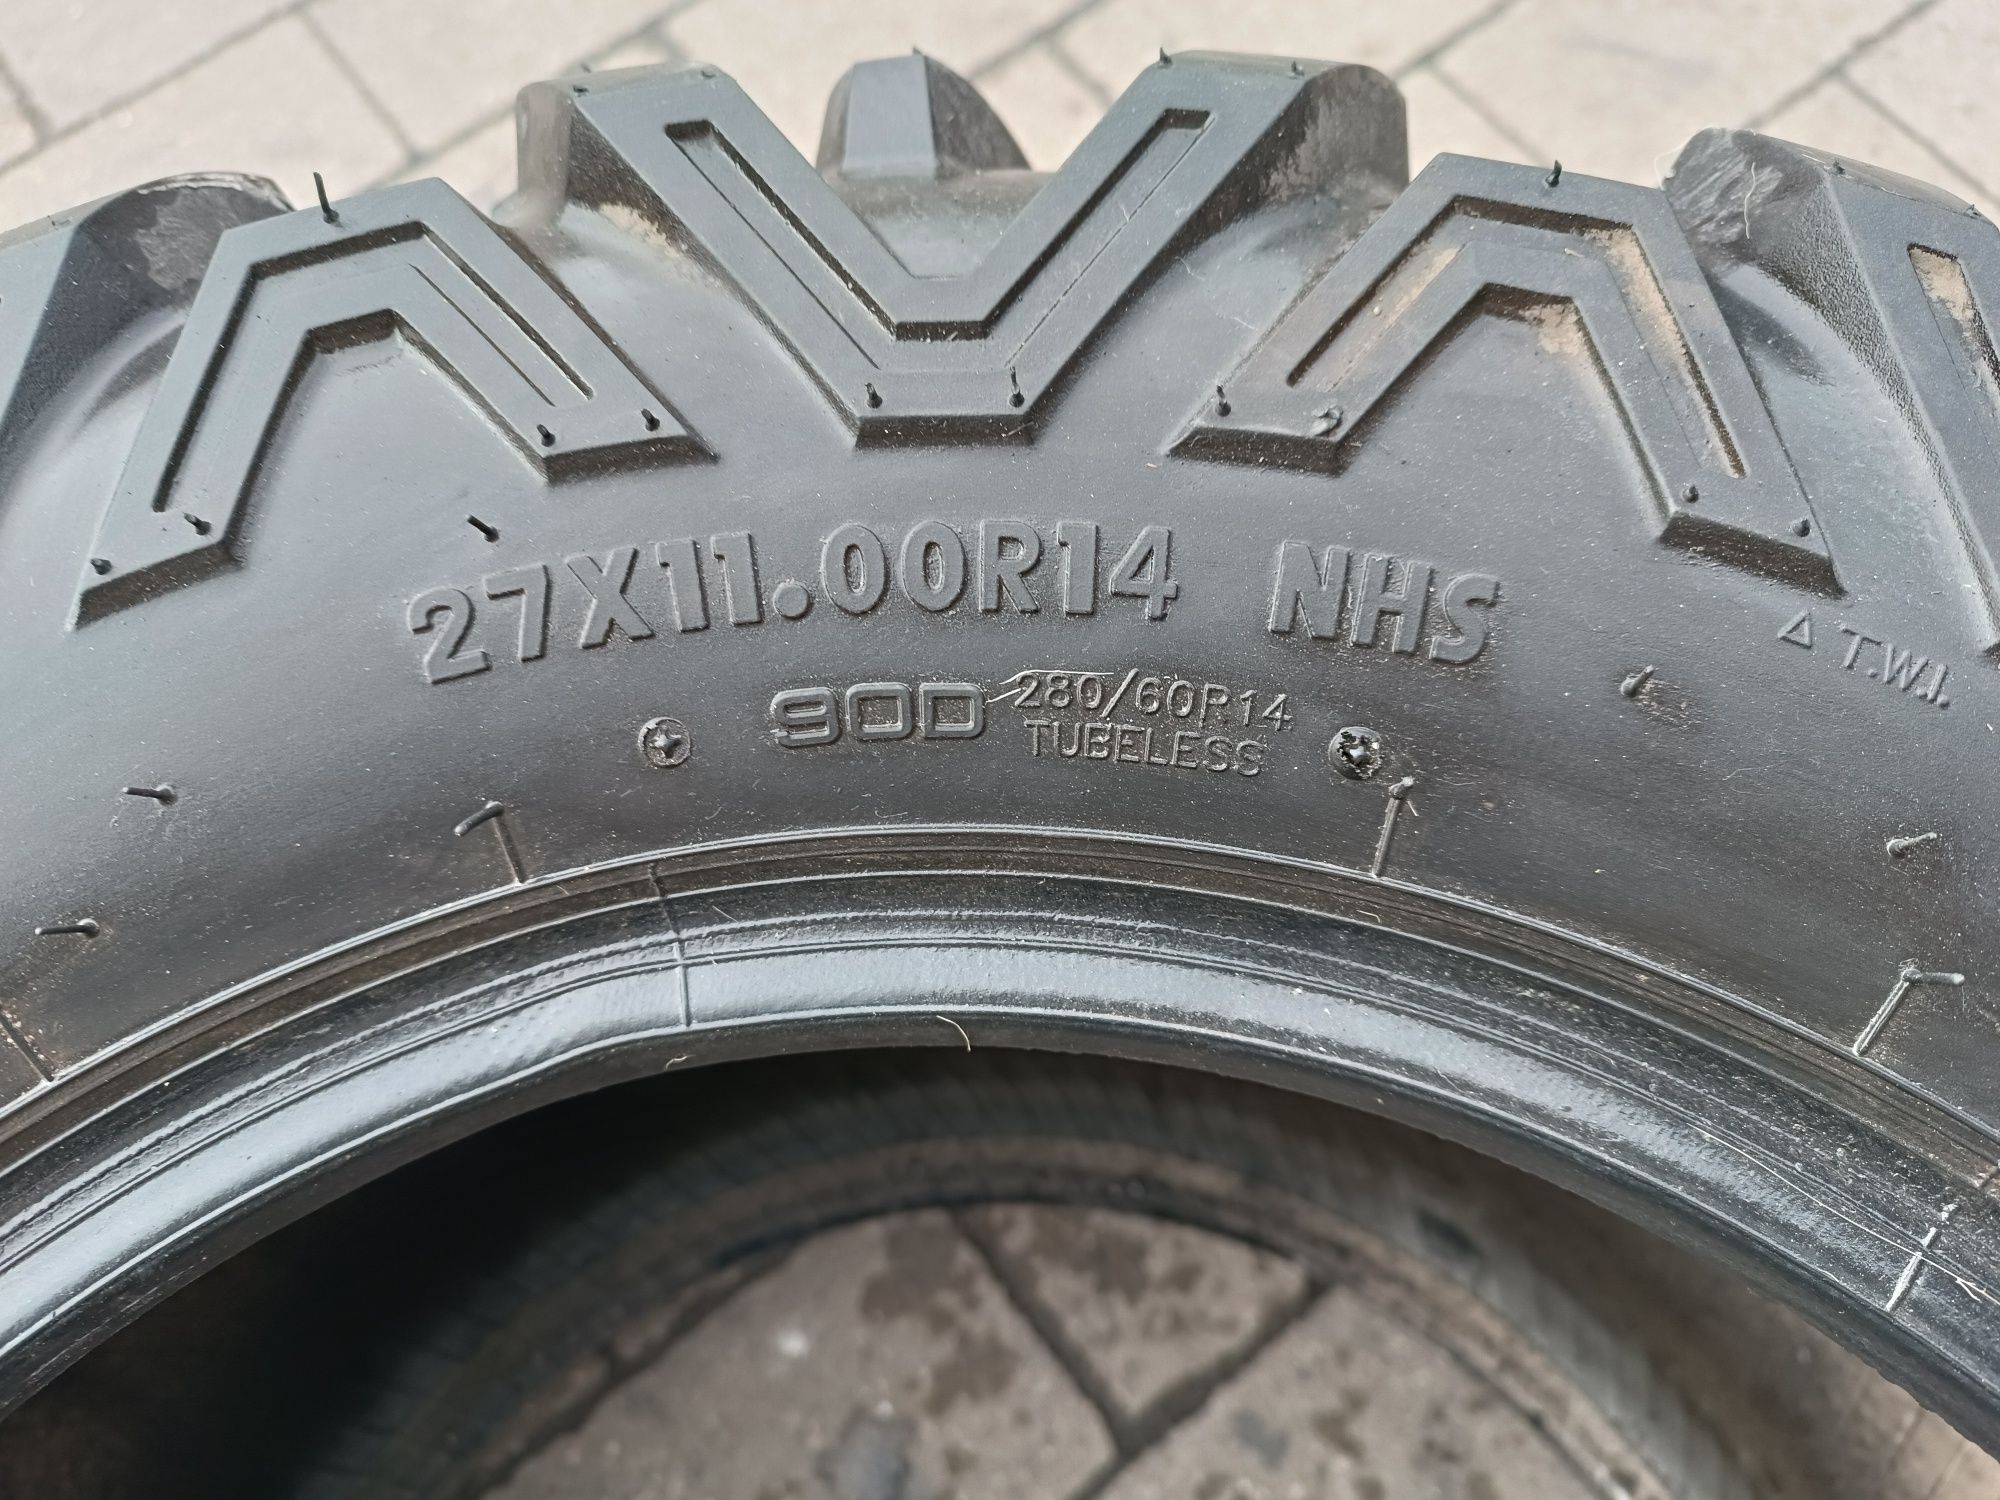 27X11.00R14 NHS
△ T.W.I.
90D 280/60R14
TUBELESS